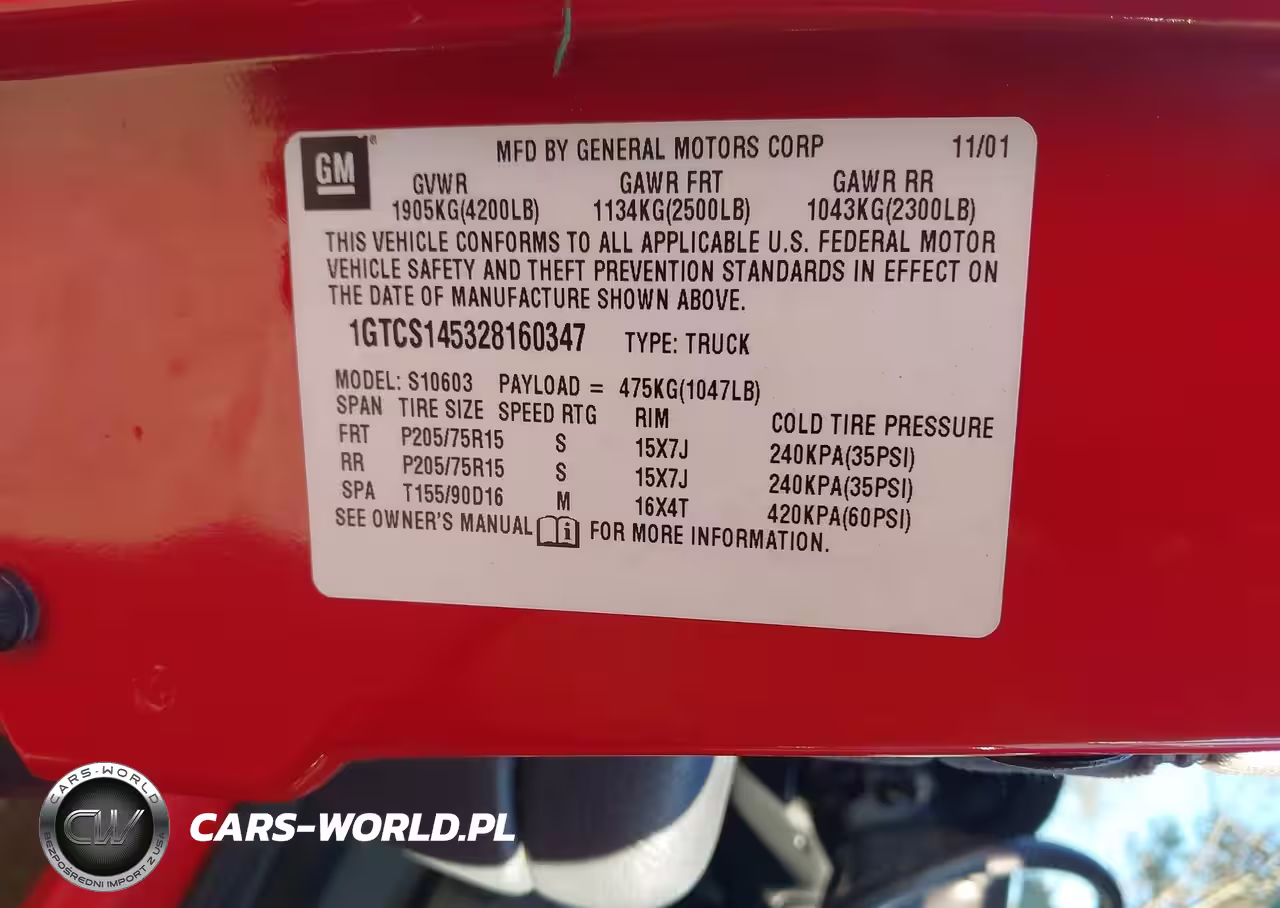 GM® MFD BY GENERAL MOTORS CORP 11/01
GVWR GAWR FRT GAWR RR
1905KG(4200LB) 1134KG(2500LB) 1043KG(2300LB)
THIS VEHICLE CONFORMS TO ALL APPLICABLE U.S. FEDERAL MOTOR
VEHICLE SAFETY AND THEFT PREVENTION STANDARDS IN EFFECT ON
THE DATE OF MANUFACTURE SHOWN ABOVE.
1GTCS145328160347 TYPE: TRUCK
MODEL: S10603 PAYLOAD = 475KG(1047LB)
SPAN TIRE SIZE SPEED RTG RIM COLD TIRE PRESSURE
FRT P205/75R15 S 15X7J 240KPA(35PSI)
RR P205/75R15 S 15X7J 240KPA(35PSI)
SPA T155/90D16 M 16X4T 420KPA(60PSI)
SEE OWNER'S MANUAL i FOR MORE INFORMATION.
CARS-WORLD
CW
BEZPOŚREDNI IMPORT Z USA
CARS-WORLD.PL